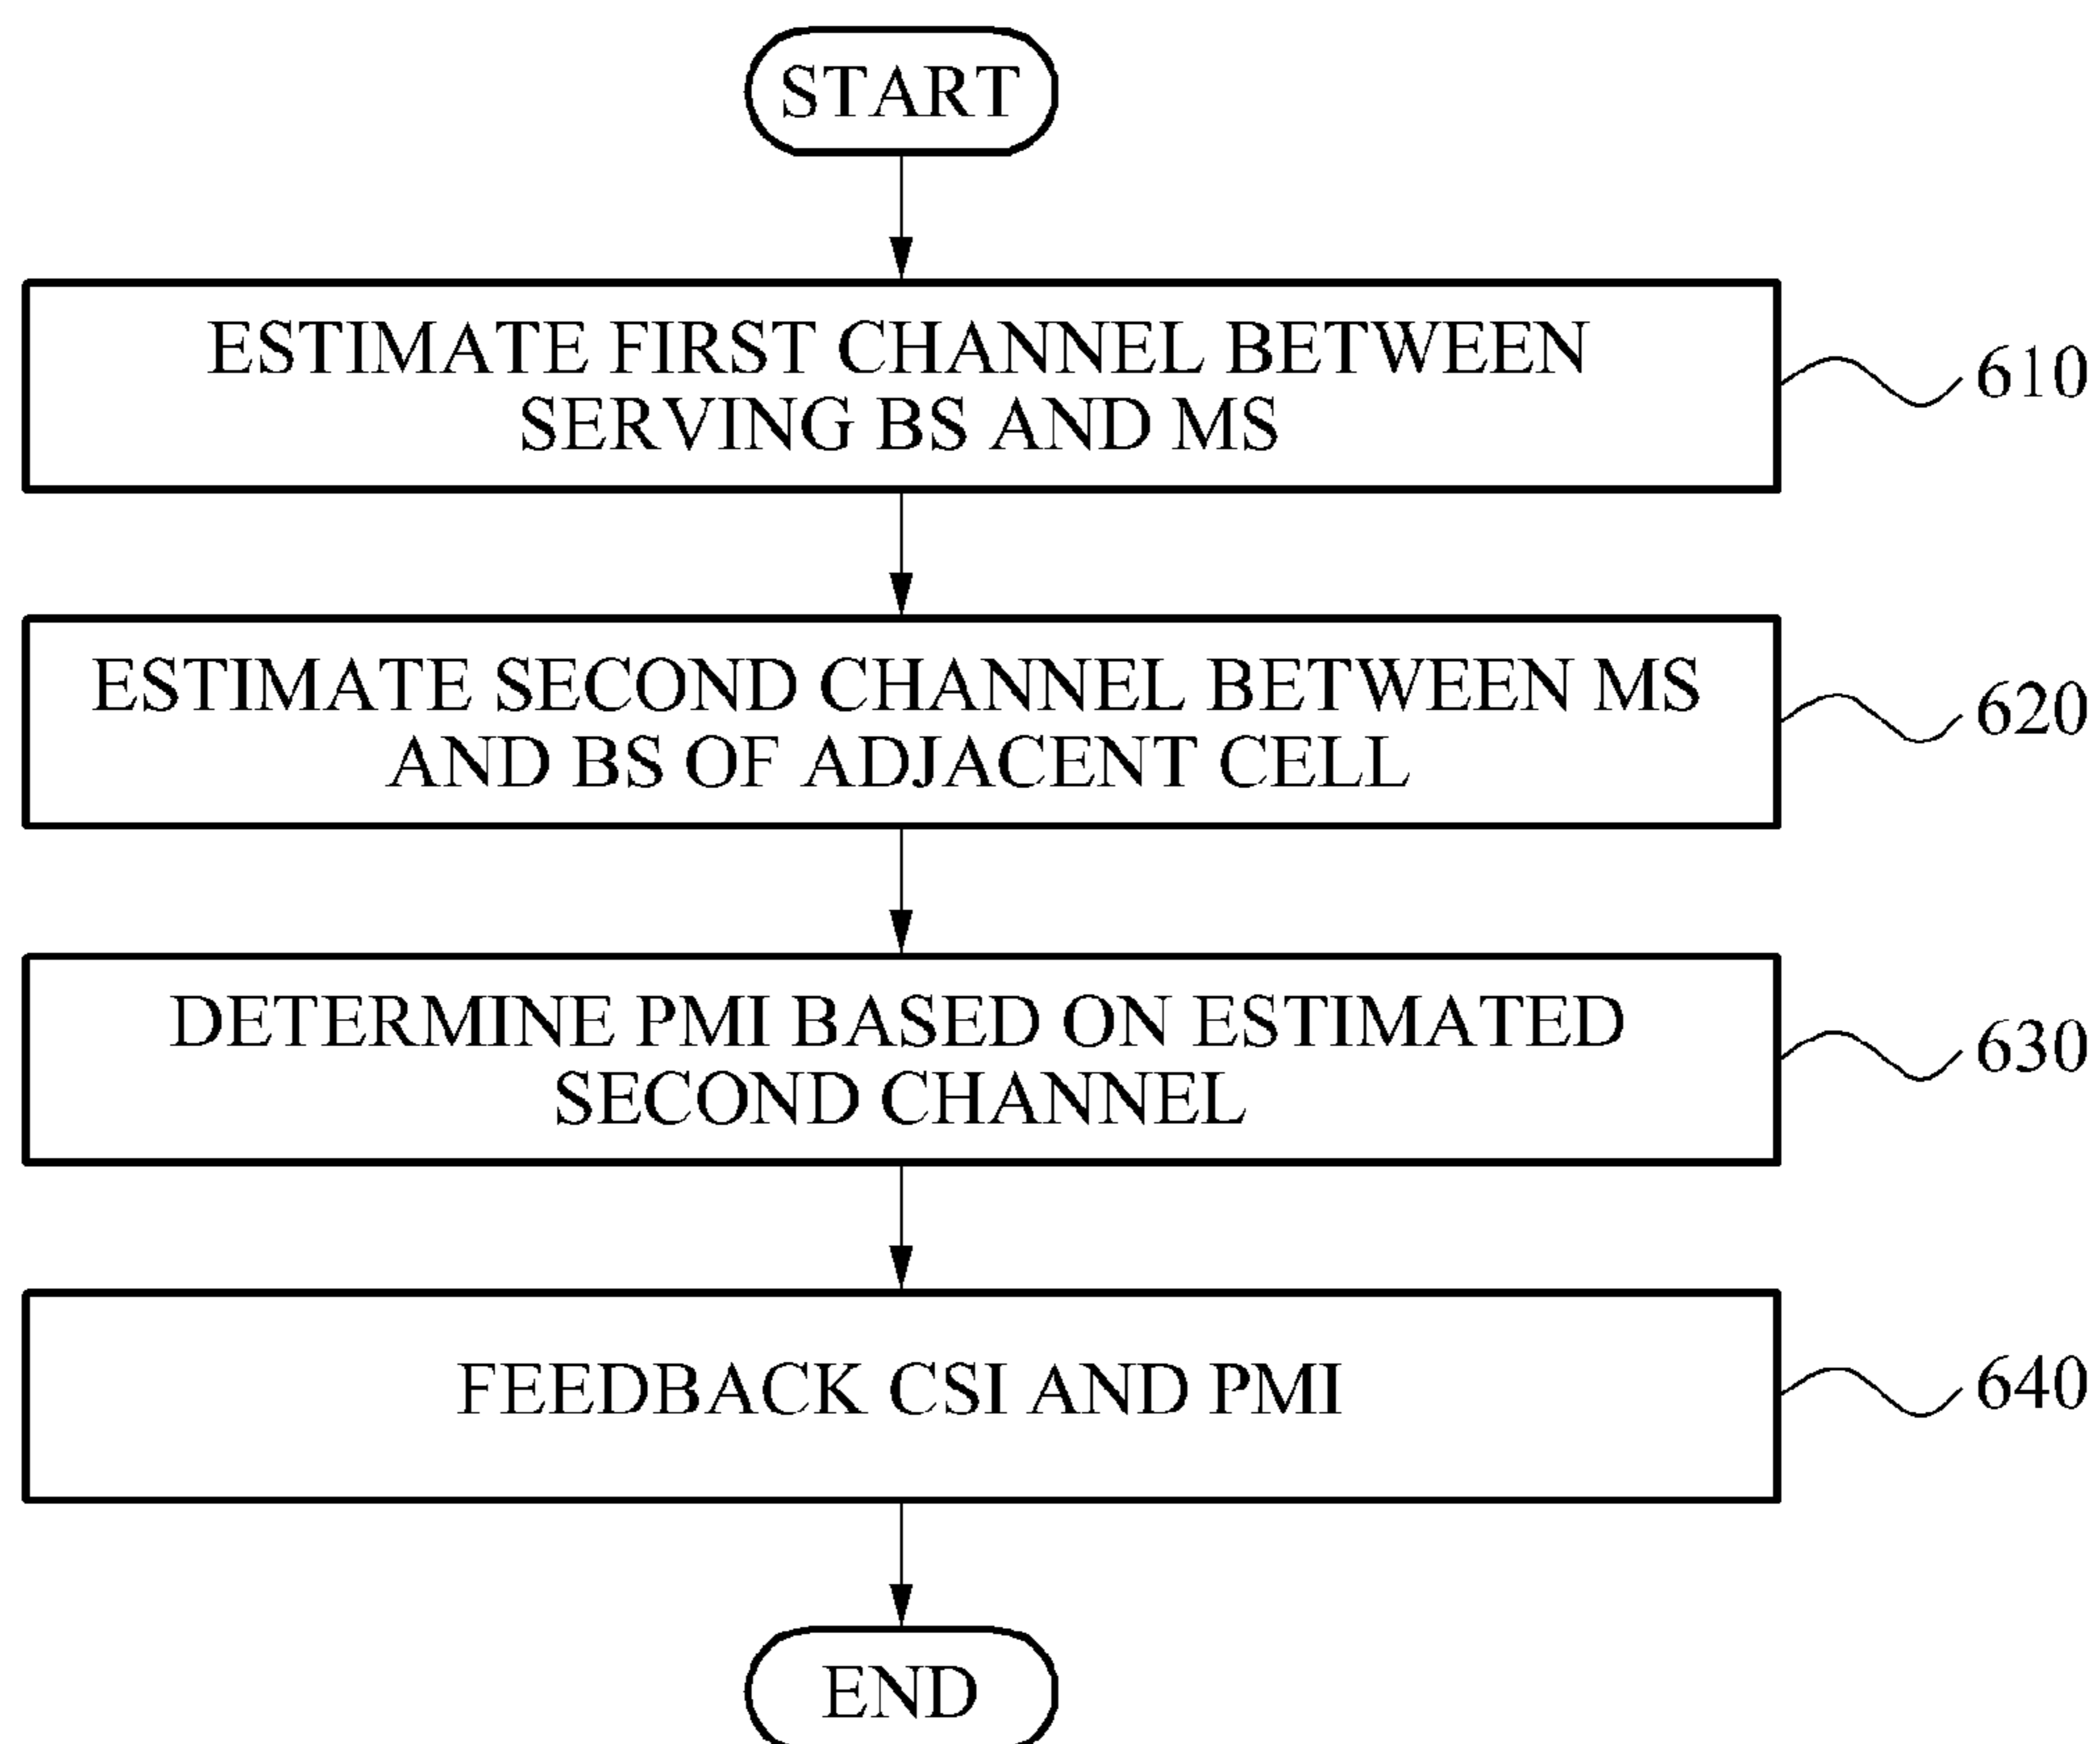 START
ESTIMATE FIRST CHANNEL BETWEEN
SERVING BS AND MS
610
ESTIMATE SECOND CHANNEL BETWEEN MS
AND BS OF ADJACENT CELL
620
DETERMINE PMI BASED ON ESTIMATED
SECOND CHANNEL
630
FEEDBACK CSI AND PMI
640
END